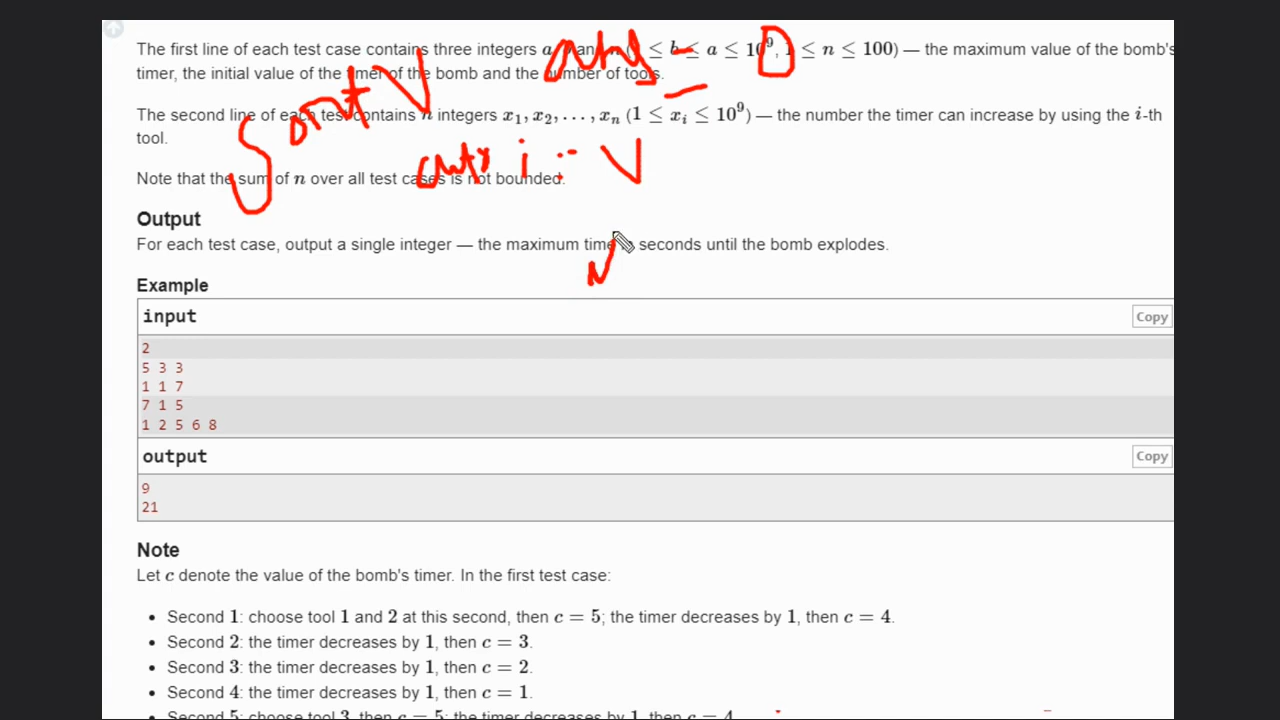 The first line of each test case contains three integers a ≤ b ≤ a ≤ 10⁹, ≤ n ≤ 100) — the maximum value of the bomb's
timer, the initial value of the timer of the bomb and the number of tools.
ans = 0
Sort V
The second line of each test contains n integers x₁, x₂, …, xₙ (1 ≤ xᵢ ≤ 10⁹) — the number the timer can increase by using the i-th
tool.
auto i : V
Note that the sum of n over all test cases is not bounded.
Output
For each test case, output a single integer — the maximum time seconds until the bomb explodes.
Example
input
Copy
2
5 3 3
1 1 7
7 1 5
1 2 5 6 8
output
Copy
9
21
Note
Let c denote the value of the bomb's timer. In the first test case:
• Second 1: choose tool 1 and 2 at this second, then c = 5; the timer decreases by 1, then c = 4.
• Second 2: the timer decreases by 1, then c = 3.
• Second 3: the timer decreases by 1, then c = 2.
• Second 4: the timer decreases by 1, then c = 1.
• Second 5: choose tool 3, then c = 5; the timer decreases by 1, then c = 4.